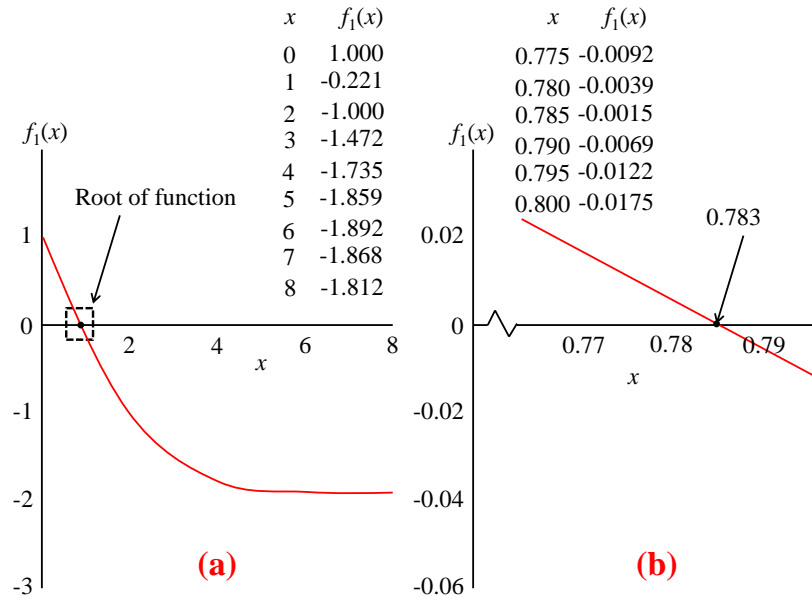 x f₁(x)
0 1.000
1 -0.221
2 -1.000
3 -1.472
4 -1.735
5 -1.859
6 -1.892
7 -1.868
8 -1.812
f₁(x)
Root of function
1
0
-1
-2
-3
2 4 6 8
x
(a)
x f₁(x)
0.775 -0.0092
0.780 -0.0039
0.785 -0.0015
0.790 -0.0069
0.795 -0.0122
0.800 -0.0175
f₁(x)
0.783
0.02
0
-0.02
-0.04
-0.06
0.77 0.78 0.79
x
(b)